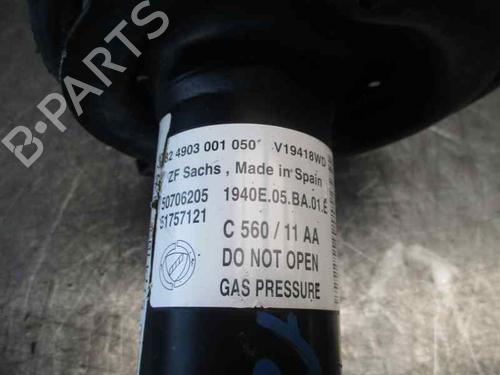 4903 001 050 V19418WD
ZF Sachs , Made in Spain
50706205 1940E.05.BA.01.E
51757121
C 560 / 11 AA
DO NOT OPEN
GAS PRESSURE
B-PARTS